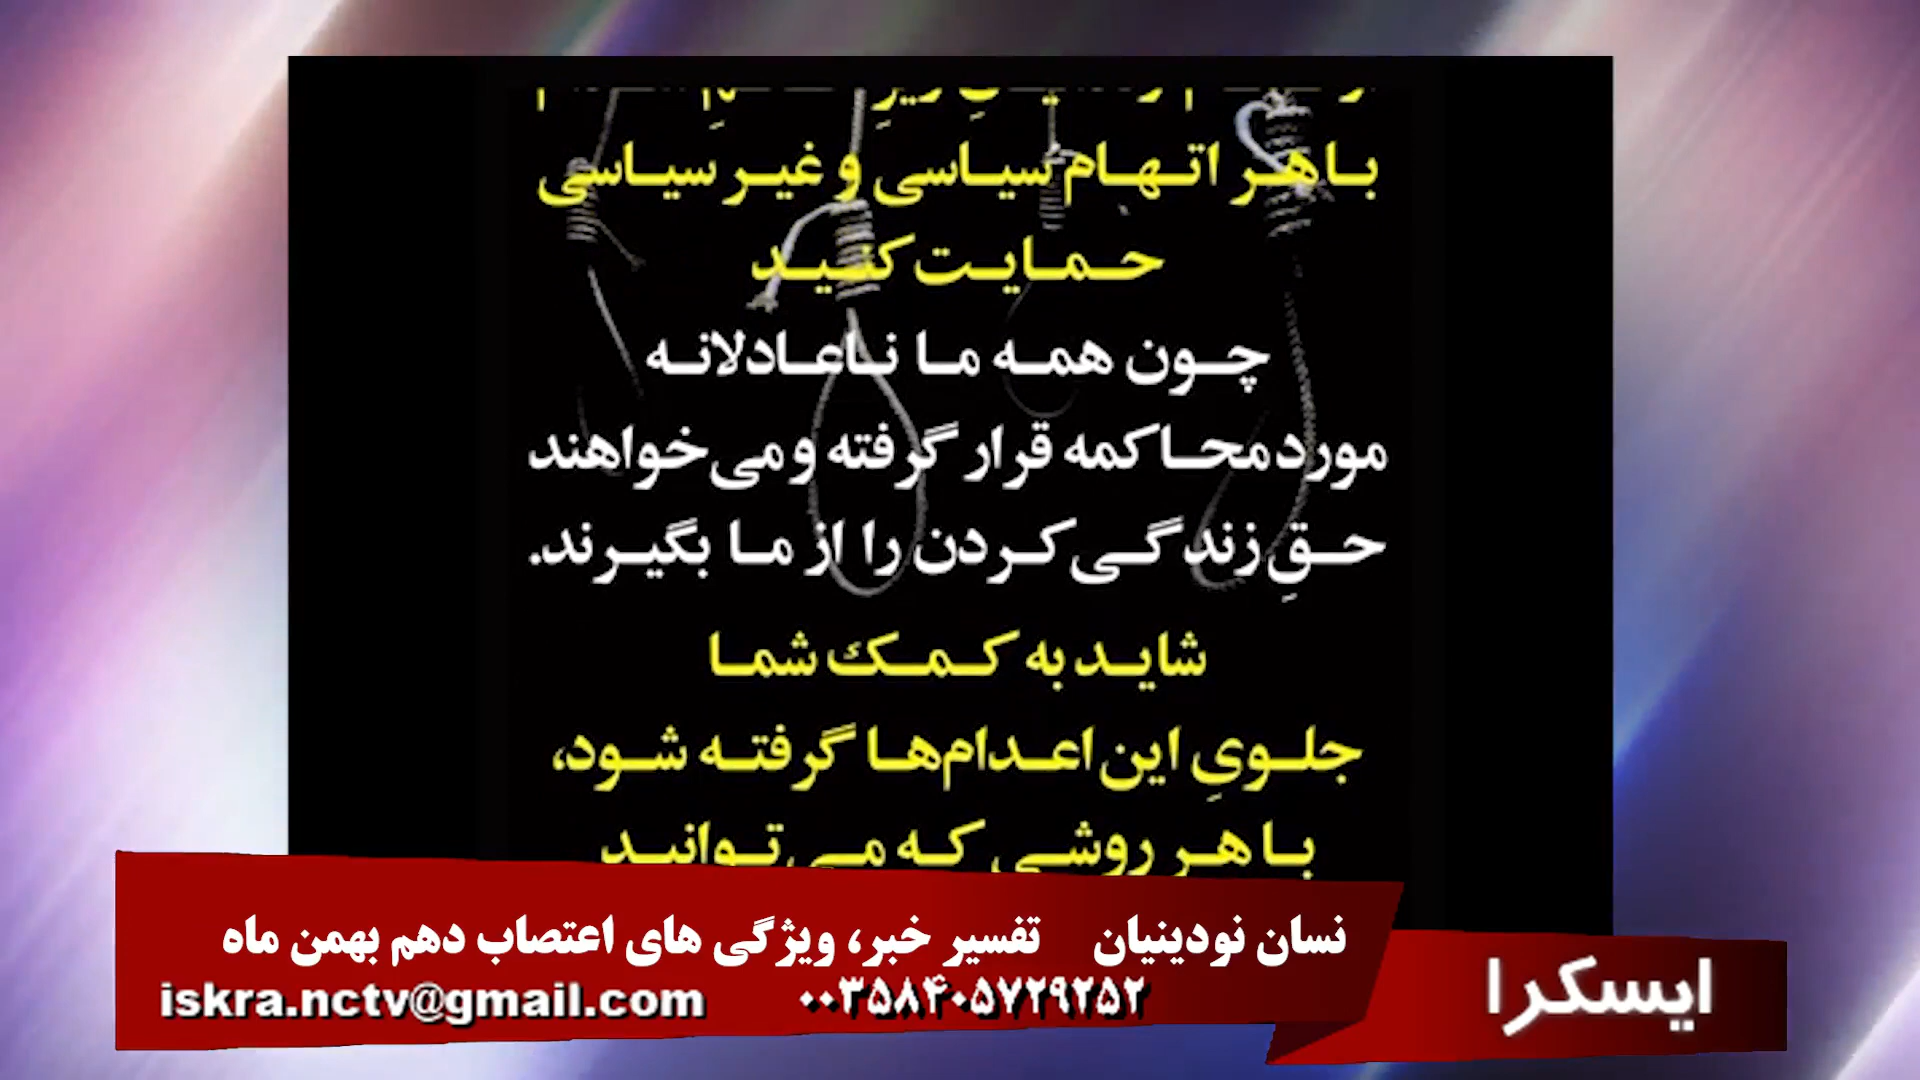 با هر اتهام سیاسی و غیر سیاسی
حمایت کنید
چون همه ما ناعادلانه
مورد محاکمه قرار گرفته و می‌خواهند
حقِ زندگی کردن را از ما بگیرند.
شاید به کمک شما
جلویِ این اعدام‌ها گرفته شود،
با هر روشی که می‌توانید
نسان نودینیان تفسیر خبر، ویژگی های اعتصاب دهم بهمن ماه
iskra.nctv@gmail.com ۰۰۳۵۸۴۰۵۷۲۹۲۵۲
ایسکرا